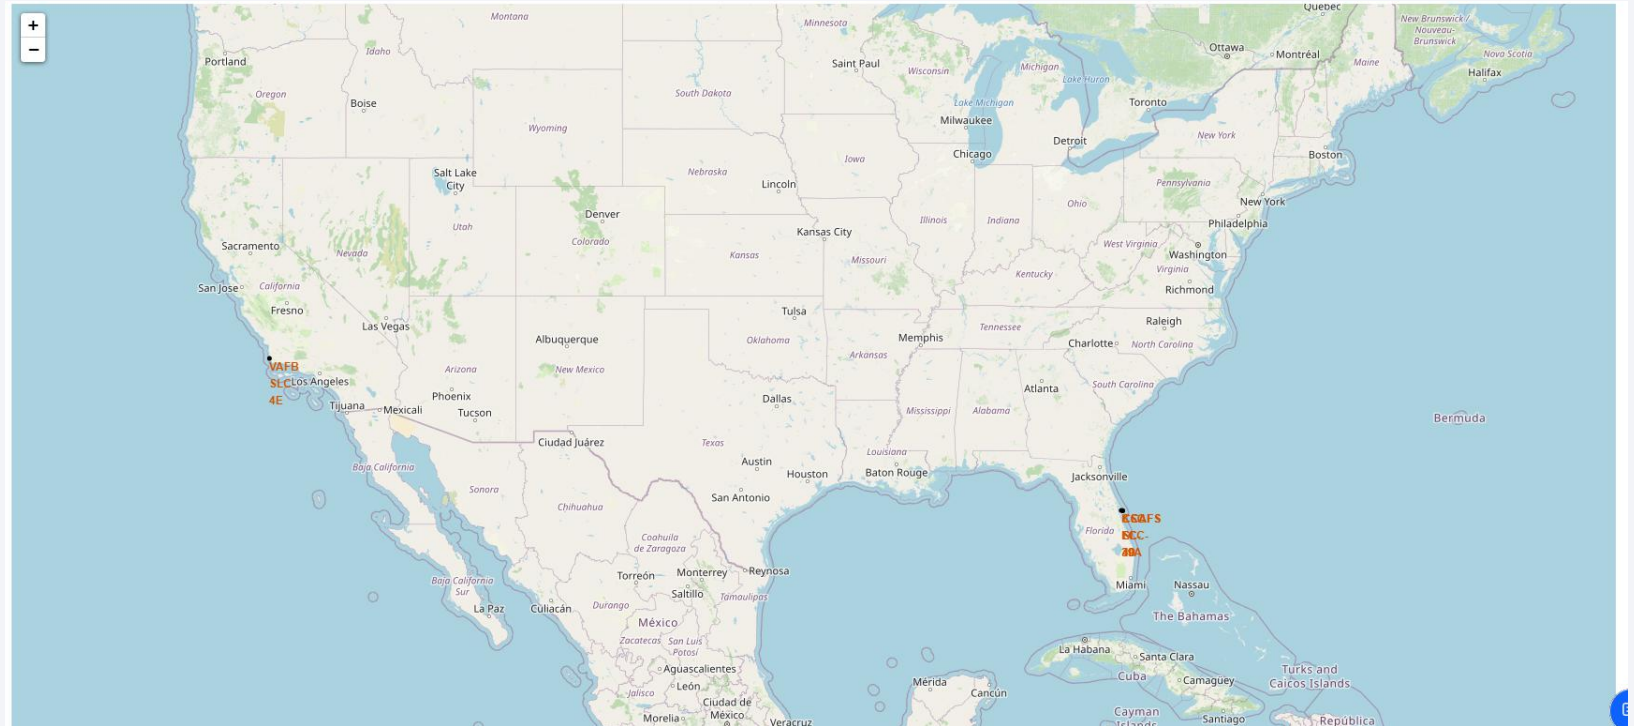 +
−
Montana
Minnesota
Québec
New Brunswick /
Nouveau-
Brunswick
Nova Scotia
Halifax
Portland
Idaho
Oregon
Boise
Saint Paul
Wisconsin
Michigan
Lake Huron
Ottawa
Montréal
Maine
South Dakota
Lake Michigan
Toronto
Wyoming
Milwaukee
Detroit
New York
Chicago
Boston
Iowa
Salt Lake
City
Nebraska
Lincoln
Pennsylvania
New York
Ohio
Denver
Illinois
Indiana
Philadelphia
Utah
Colorado
Kansas City
Sacramento
Nevada
Kansas
Missouri
West Virginia
Washington
Virginia
Kentucky
San Jose
California
Richmond
Fresno
Las Vegas
Tulsa
Raleigh
Tennessee
Albuquerque
Oklahoma
Memphis
Charlotte
North Carolina
Arkansas
VAFB
SLC-
4E
Los Angeles
Arizona
New Mexico
South Carolina
Atlanta
Phoenix
Tucson
Tijuana
Mexicali
Dallas
Mississippi
Alabama
Bermuda
Ciudad Juárez
Texas
Louisiana
Baja California
Austin
Houston
Baton Rouge
Jacksonville
Sonora
San Antonio
Chihuahua
Florida
Coahuila
de Zaragoza
Torreón
Monterrey
Reynosa
Miami
Nassau
Baja California
Sur
Saltillo
Tamaulipas
La Paz
Culiacán
Durango
México
The Bahamas
Zacatecas
San Luis
Potosí
La Habana
Santa Clara
Aguascalientes
Cuba
Camagüey
Turks and
Caicos Islands
León
Jalisco
Mérida
Cancún
Ciudad de
México
Morelia
Veracruz
Cayman
Islands
Santiago
República